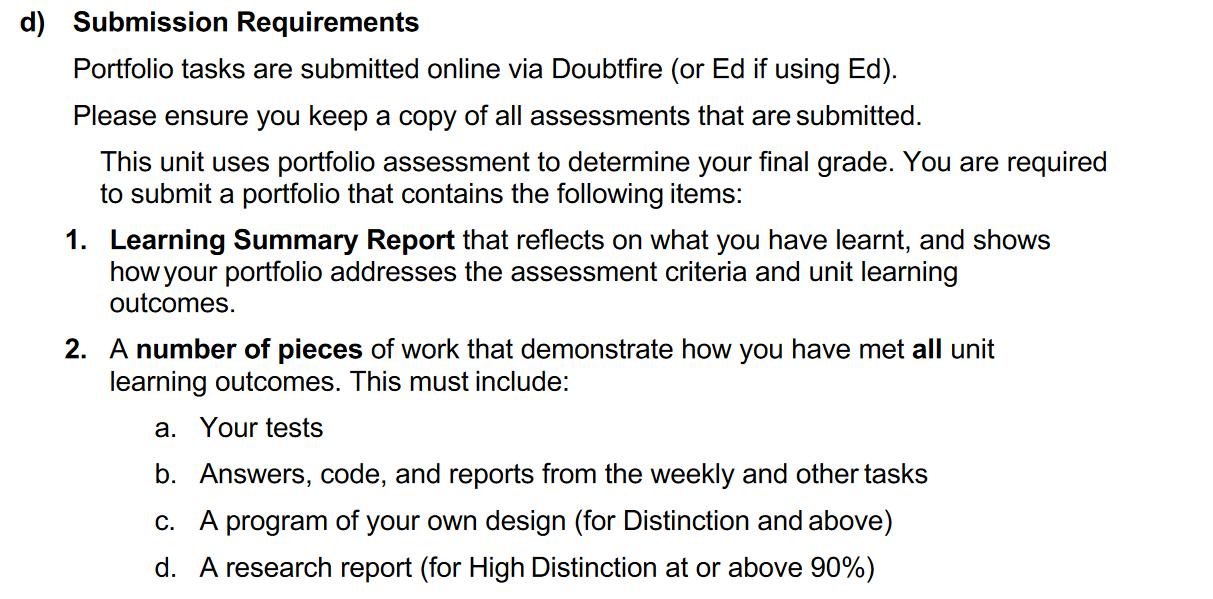 d) Submission Requirements
Portfolio tasks are submitted online via Doubtfire (or Ed if using Ed).
Please ensure you keep a copy of all assessments that are submitted.
This unit uses portfolio assessment to determine your final grade. You are required
to submit a portfolio that contains the following items:
1. Learning Summary Report that reflects on what you have learnt, and shows
how your portfolio addresses the assessment criteria and unit learning
outcomes.
2. A number of pieces of work that demonstrate how you have met all unit
learning outcomes. This must include:
a. Your tests
b. Answers, code, and reports from the weekly and other tasks
c. A program of your own design (for Distinction and above)
d. A research report (for High Distinction at or above 90%)